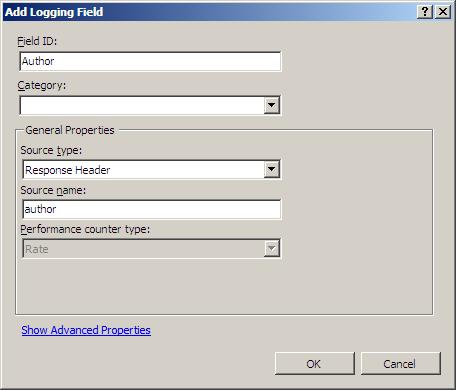 Add Logging Field
Field ID:
Author
Category:
General Properties
Source type:
Response Header
Source name:
author
Performance counter type:
Rate
Show Advanced Properties
OK
Cancel